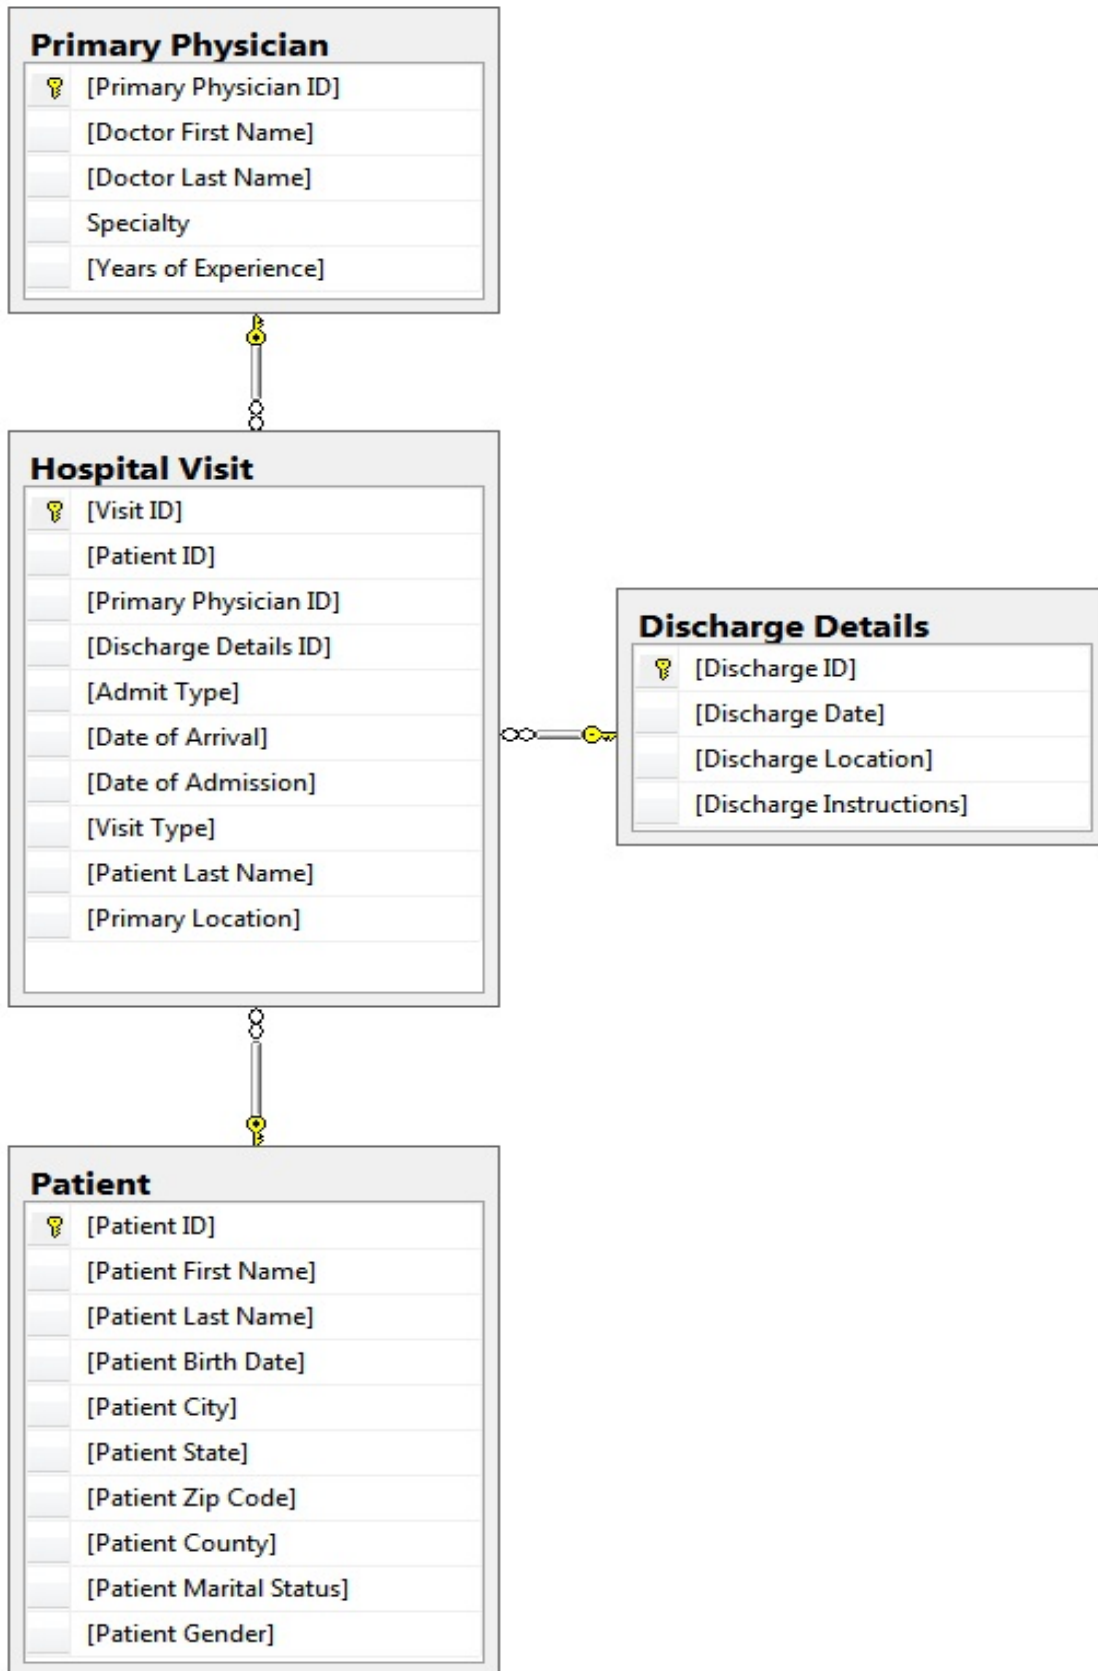 Primary Physician
[Primary Physician ID]
[Doctor First Name]
[Doctor Last Name]
Specialty
[Years of Experience]
Hospital Visit
[Visit ID]
[Patient ID]
[Primary Physician ID]
[Discharge Details ID]
[Admit Type]
[Date of Arrival]
[Date of Admission]
[Visit Type]
[Patient Last Name]
[Primary Location]
Discharge Details
[Discharge ID]
[Discharge Date]
[Discharge Location]
[Discharge Instructions]
Patient
[Patient ID]
[Patient First Name]
[Patient Last Name]
[Patient Birth Date]
[Patient City]
[Patient State]
[Patient Zip Code]
[Patient County]
[Patient Marital Status]
[Patient Gender]